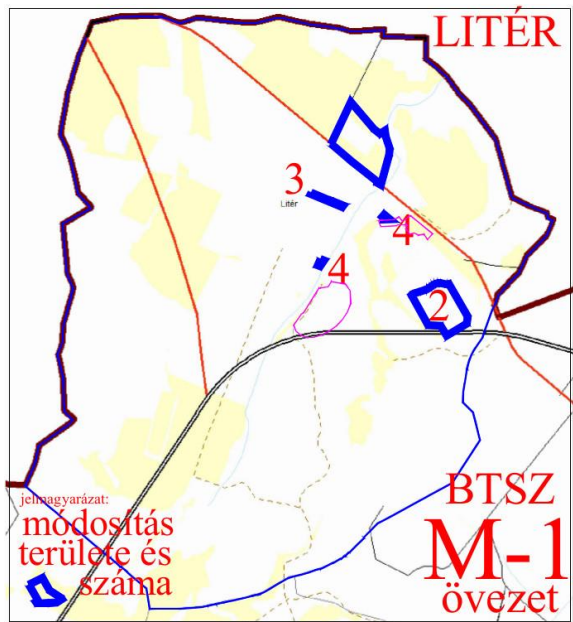 LITÉR
3
Litér
4
4
2
jelmagyarázat:
módosítás
területe és
száma
BTSZ
M-1
övezet